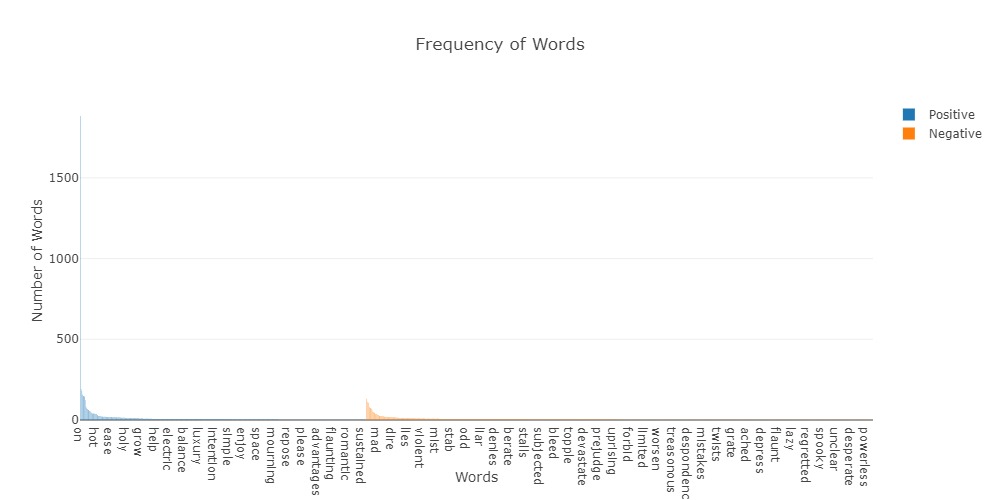 Frequency of Words
Positive
Negative
Number of Words
1500
1000
500
0
on
hot
ease
holy
grow
help
electric
balance
luxury
intention
simple
enjoy
space
mourning
repose
please
advantages
flaunting
romantic
sustained
mad
dire
lies
violent
mist
stab
odd
liar
denies
berate
stalls
subjected
bleed
topple
devastate
prejudge
uprising
forbid
limited
worsen
treasonous
despondenc
mistakes
twists
grate
ached
depress
flaunt
lazy
regretted
spooky
unclear
desperate
powerless
Words